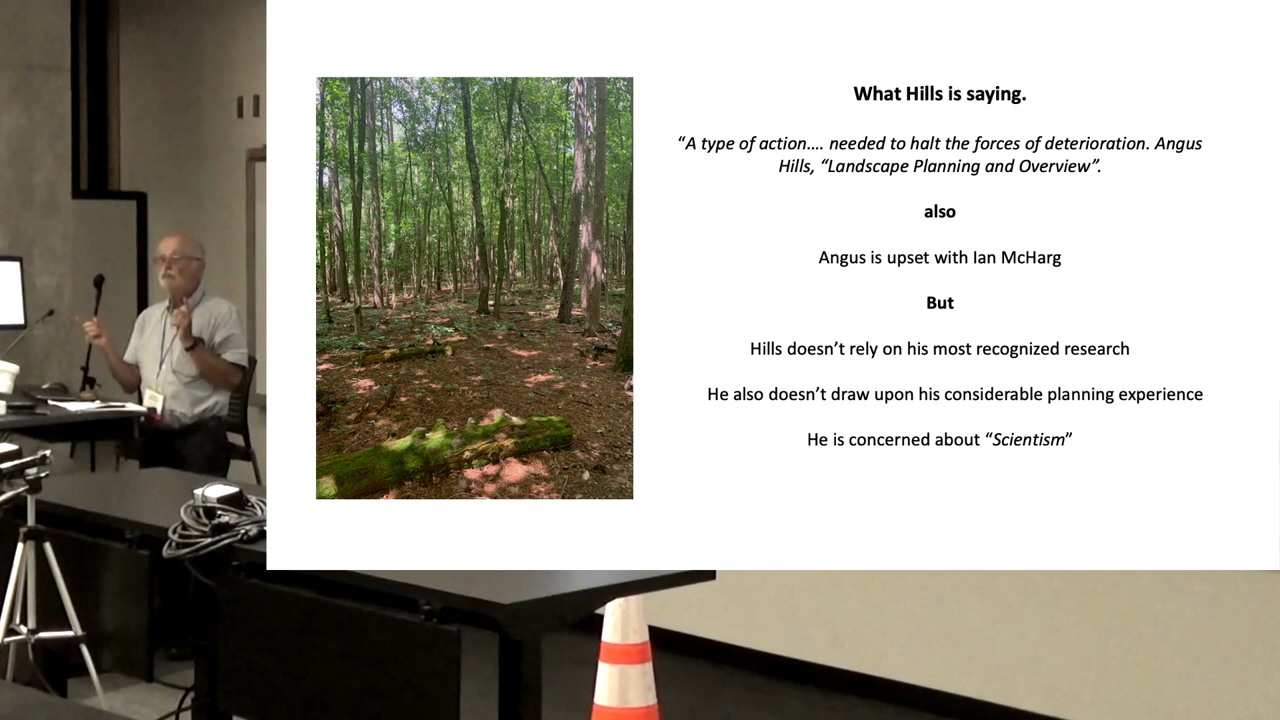 What Hills is saying.
“A type of action…. needed to halt the forces of deterioration. Angus
Hills, “Landscape Planning and Overview”.
also
Angus is upset with Ian McHarg
But
Hills doesn’t rely on his most recognized research
He also doesn’t draw upon his considerable planning experience
He is concerned about “Scientism”